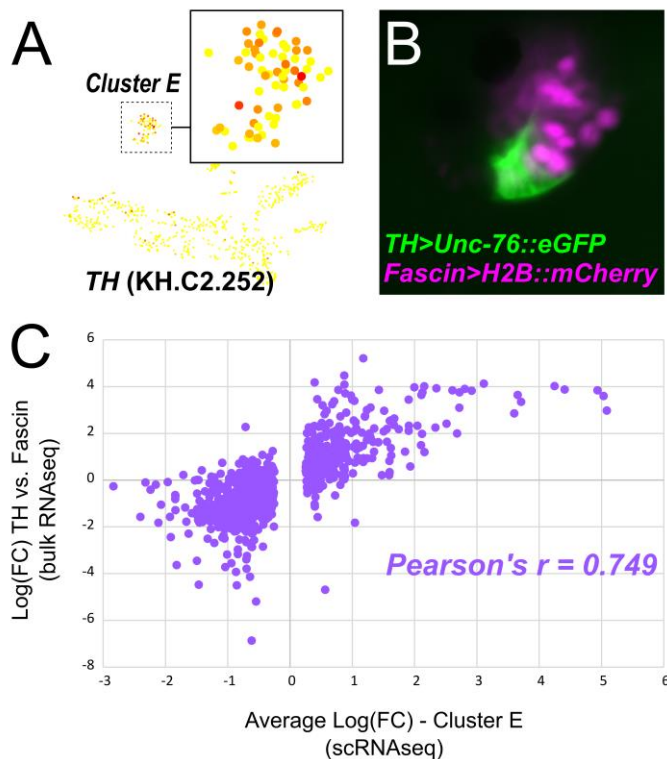 A
Cluster E
TH (KH.C2.252)
B
TH>Unc-76::eGFP
Fascin>H2B::mCherry
C
Log(FC) TH vs. Fascin
(bulk RNAseq)
6
4
2
0
-2
-4
-6
-8
Pearson's r = 0.749
-3
-2
-1
0
1
2
3
4
5
6
Average Log(FC) - Cluster E
(scRNAseq)